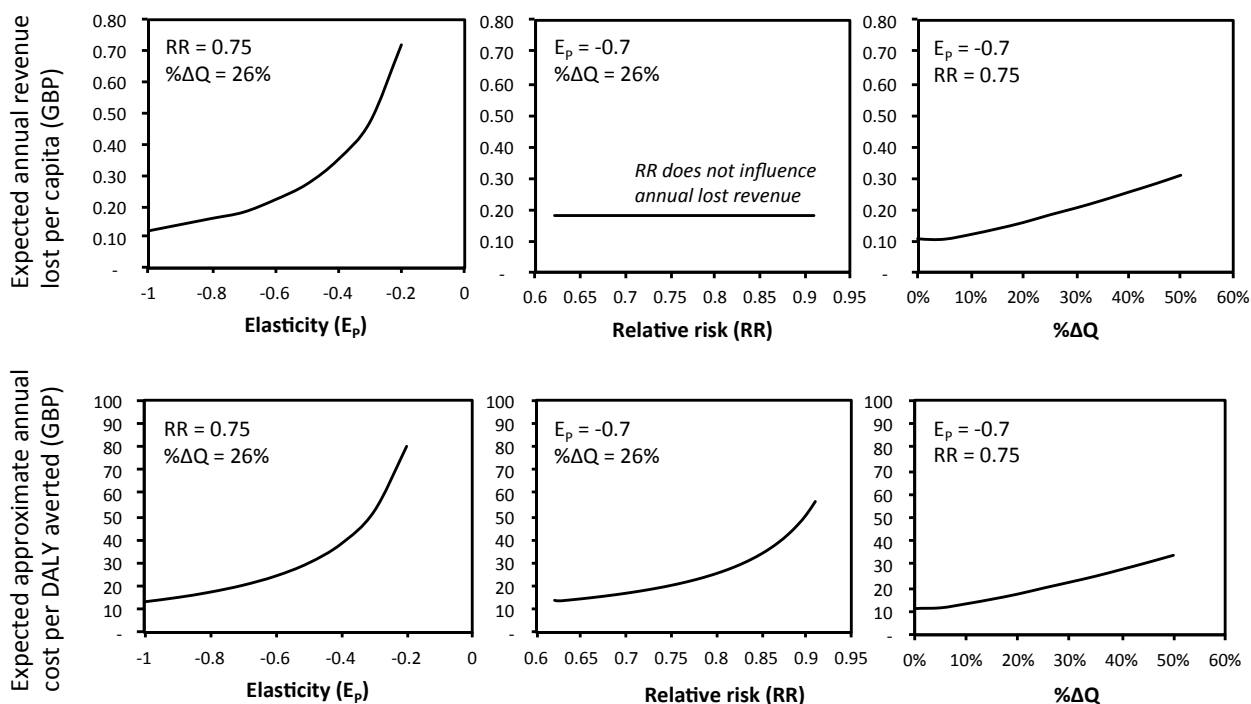 Expected annual revenue
lost per capita (GBP)
0.80
0.70
0.60
0.50
0.40
0.30
0.20
0.10
-
RR = 0.75
%ΔQ = 26%
-1 -0.8 -0.6 -0.4 -0.2 0
Elasticity (EP)
0.80
0.70
0.60
0.50
0.40
0.30
0.20
0.10
-
EP = -0.7
%ΔQ = 26%
RR does not influence
annual lost revenue
0.6 0.65 0.7 0.75 0.8 0.85 0.9 0.95
Relative risk (RR)
0.80
0.70
0.60
0.50
0.40
0.30
0.20
0.10
-
EP = -0.7
RR = 0.75
0% 10% 20% 30% 40% 50% 60%
%ΔQ
Expected approximate annual
cost per DALY averted (GBP)
100
90
80
70
60
50
40
30
20
10
-
RR = 0.75
%ΔQ = 26%
-1 -0.8 -0.6 -0.4 -0.2 0
Elasticity (EP)
100
90
80
70
60
50
40
30
20
10
-
EP = -0.7
%ΔQ = 26%
0.6 0.65 0.7 0.75 0.8 0.85 0.9 0.95
Relative risk (RR)
100
90
80
70
60
50
40
30
20
10
-
EP = -0.7
RR = 0.75
0% 10% 20% 30% 40% 50% 60%
%ΔQ